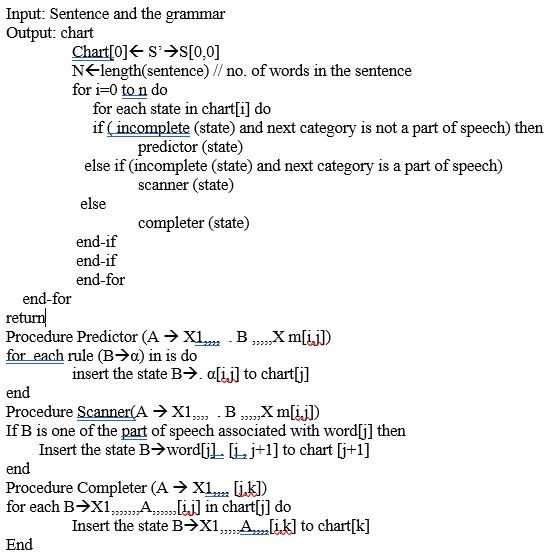 Input: Sentence and the grammar
Output: chart
Chart[0]← S’→S[0,0]
N←length(sentence) // no. of words in the sentence
for i=0 to n do
for each state in chart[i] do
if ( incomplete (state) and next category is not a part of speech) then
predictor (state)
else if (incomplete (state) and next category is a part of speech)
scanner (state)
else
completer (state)
end-if
end-if
end-for
end-for
return
Procedure Predictor (A → X1,,,, . B ,,,,,X m[i,j])
for each rule (B→α) in is do
insert the state B→. α[i,j] to chart[j]
end
Procedure Scanner(A → X1,,,, . B ,,,,,X m[i,j])
If B is one of the part of speech associated with word[j] then
Insert the state B→word[j]. [j, j+1] to chart [j+1]
end
Procedure Completer (A → X1,,,, [j,k])
for each B→X1,,,,,,,A,,,,,,[i,j] in chart[j] do
Insert the state B→X1,,,,,A,,,,[i,k] to chart[k]
End